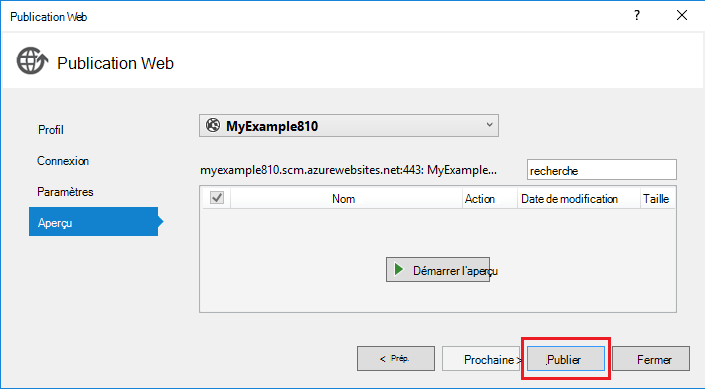 Publication Web
?
Publication Web
Profil
Connexion
Paramètres
Aperçu
MyExample810
myexample810.scm.azurewebsites.net:443: MyExample...
recherche
Nom Action Date de modification Taille
Démarrer l'aperçu
< Prép. Prochaine > Publier Fermer